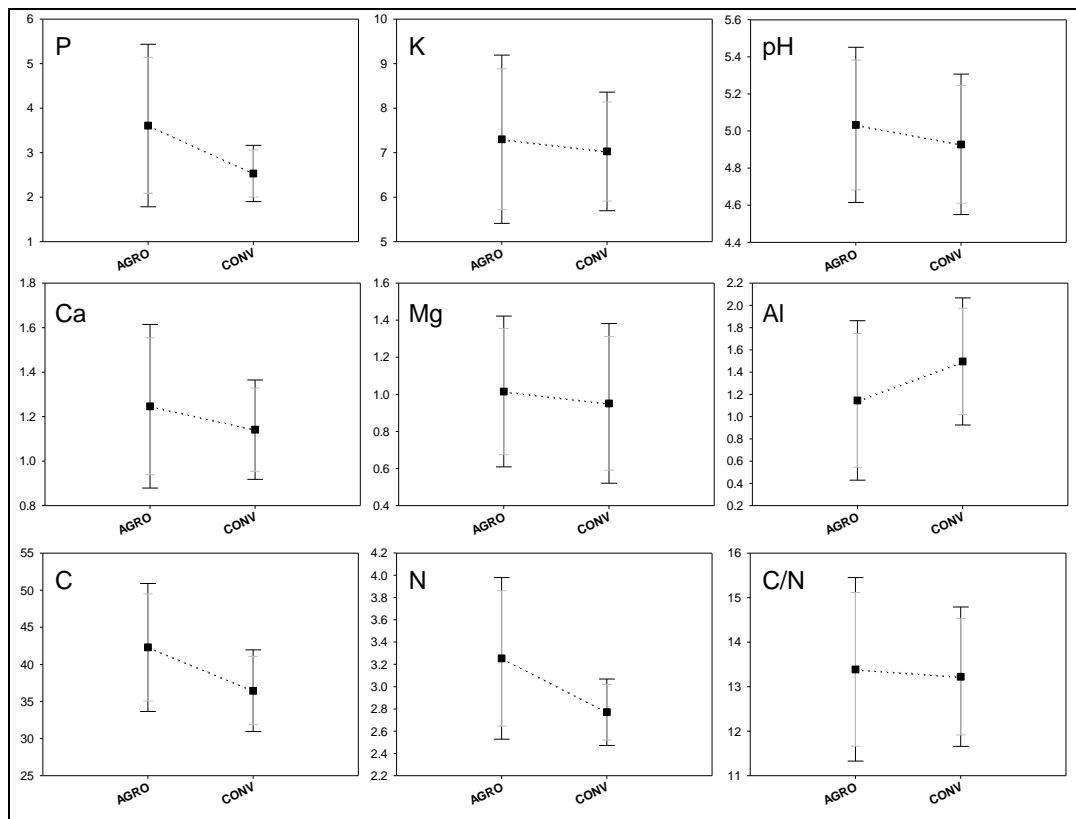 P
6
5
4
3
2
1
AGRO
CONV
K
10
9
8
7
6
5
AGRO
CONV
pH
5.6
5.4
5.2
5.0
4.8
4.6
4.4
AGRO
CONV
Ca
1.8
1.6
1.4
1.2
1.0
0.8
AGRO
CONV
Mg
1.6
1.4
1.2
1.0
0.8
0.6
0.4
AGRO
CONV
Al
2.2
2.0
1.8
1.6
1.4
1.2
1.0
0.8
0.6
0.4
0.2
AGRO
CONV
C
55
50
45
40
35
30
25
AGRO
CONV
N
4.2
4.0
3.8
3.6
3.4
3.2
3.0
2.8
2.6
2.4
2.2
AGRO
CONV
C/N
16
15
14
13
12
11
AGRO
CONV